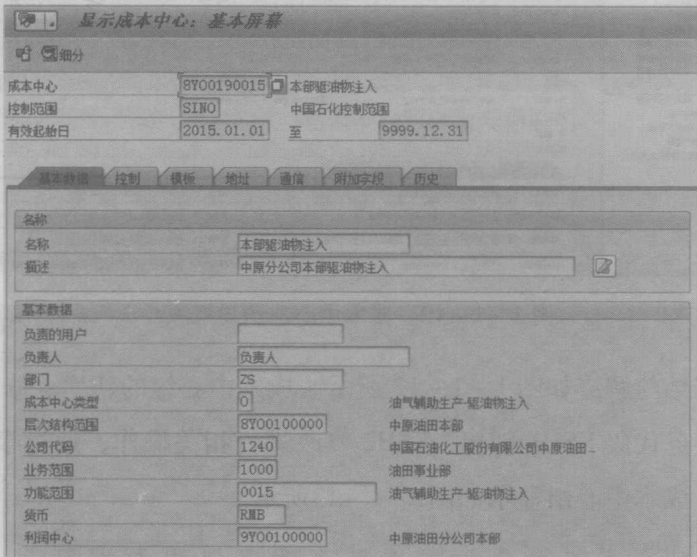 显示成本中心：基本屏幕
细分
成本中心 8YO0190015 本部驱油物注入
控制范围 SINO 中国石化控制范围
有效起始日 2015.01.01 至 9999.12.31
基本数据 控制 模板 地址 通信 附加字段 历史
名称
名称 本部驱油物注入
描述 中原分公司本部驱油物注入
基本数据
负责的用户
负责人 负责人
部门 ZS
成本中心类型 O 油气辅助生产-驱油物注入
层次结构范围 8YO0100000 中原油田本部
公司代码 1240 中国石油化工股份有限公司中原油田
业务范围 1000 油田事业部
功能范围 0015 油气辅助生产-驱油物注入
货币 RMB
利润中心 9YO0100000 中原油田分公司本部